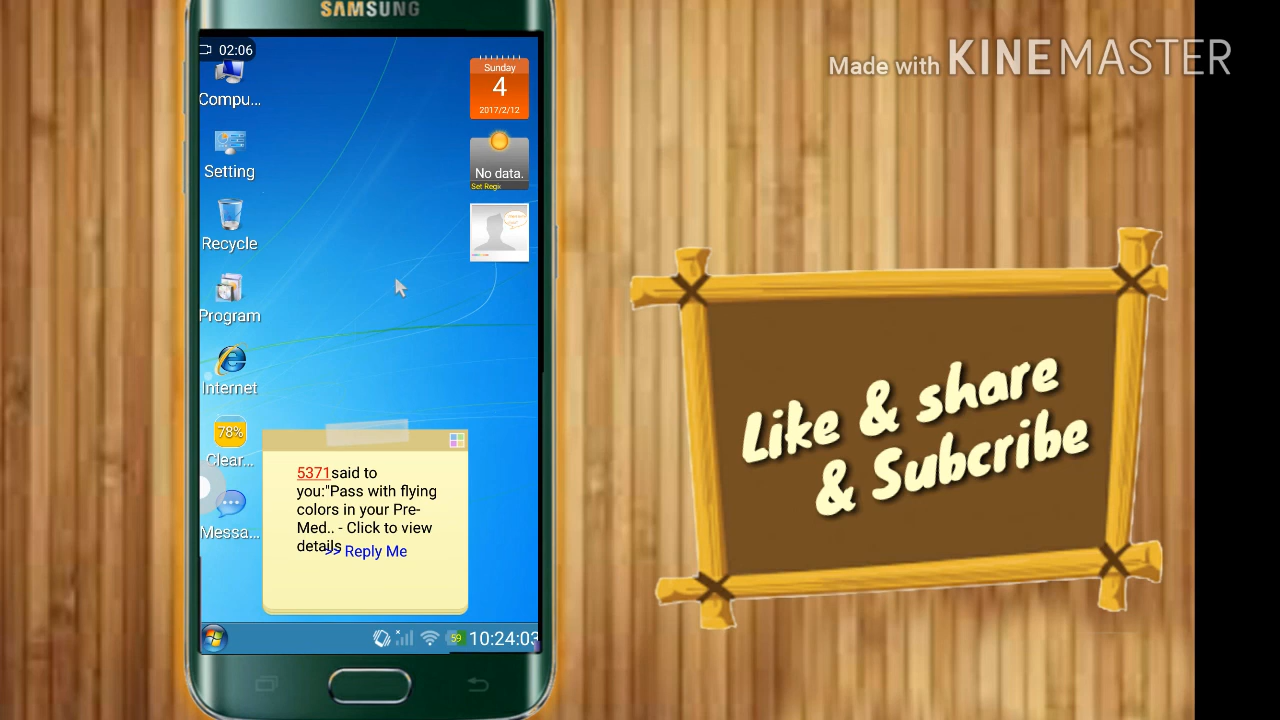 SAMSUNG
02:06
Compu...
Setting
Recycle
Program
Internet
78%
Clear...
Messa...
Sunday
4
2017/2/12
No data.
Set Regi
5371said to
you:"Pass with flying
colors in your Pre-
Med.. - Click to view
details
>> Reply Me
59
10:24:03
Made with KINEMASTER
Like & share
& Subcribe